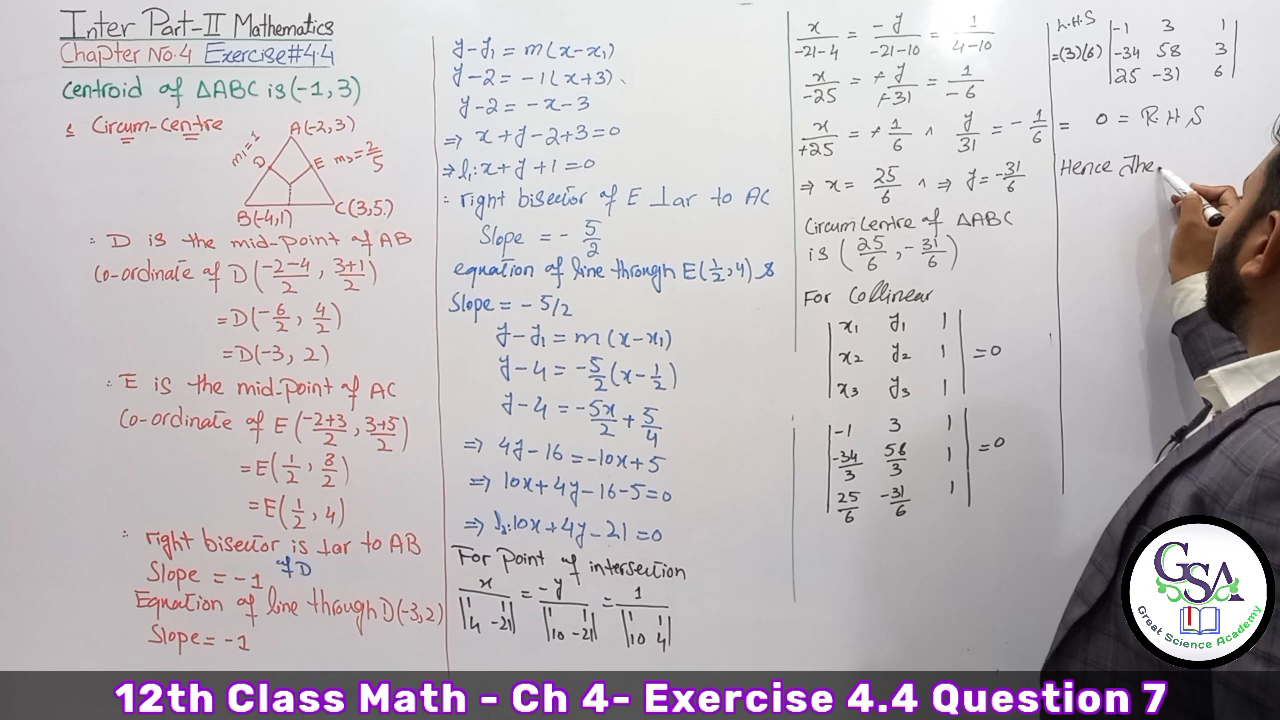 Inter Part-II Mathematics
Chapter No.4 Exercise#4.4
centroid of ΔABC is (-1, 3)
Circum-Centre
A(-2,3)
m₁=1
D
E
m₂=2/5
B(-4,1)
C(3,5)
∴ D is the mid-point of AB
Co-ordinate of D(-2-4/2, 3+1/2)
=D(-6/2, 4/2)
=D(-3, 2)
∴ E is the mid-point of AC
Co-ordinate of E(-2+3/2, 3+5/2)
=E(1/2, 8/2)
=E(1/2, 4)
∴ right bisector is ⊥ar to AB
of D
Slope = -1
Equation of line through D(-3,2)
Slope = -1
y-y₁ = m(x-x₁)
y-2 = -1(x+3)
y-2 = -x-3
⇒ x+y-2+3=0
⇒ l₁: x+y+1=0
∴ right bisector of E ⊥ar to AC
Slope = -5/2
equation of line through E(1/2, 4) &
Slope = -5/2
y-y₁ = m(x-x₁)
y-4 = -5/2(x-1/2)
y-4 = -5x/2 + 5/4
⇒ 4y-16 = -10x+5
⇒ 10x+4y-16-5=0
⇒ l₂: 10x+4y-21=0
For Point of intersection
x/|1 1; 4 -21| = -y/|1 1; 10 -21| = 1/|1 1; 10 4|
x/-21-4 = -y/-21-10 = 1/4-10
x/-25 = -y/-31 = 1/-6
x/+25 = +1/6 ∧ y/31 = -1/6
⇒ x = 25/6 ∧ ⇒ y = -31/6
Circum Centre of ΔABC
is (25/6, -31/6)
For Collinear
|x₁ y₁ 1|
|x₂ y₂ 1| =0
|x₃ y₃ 1|
|-1 3 1|
|-34/3 58/3 1| =0
|25/6 -31/6 1|
L.H.S
|-1 3 1|
=(3)(6) |-34 58 3|
|25 -31 6|
= 0 = R.H.S
Hence The
GSA
Great Science Academy
12th Class Math - Ch 4- Exercise 4.4 Question 7